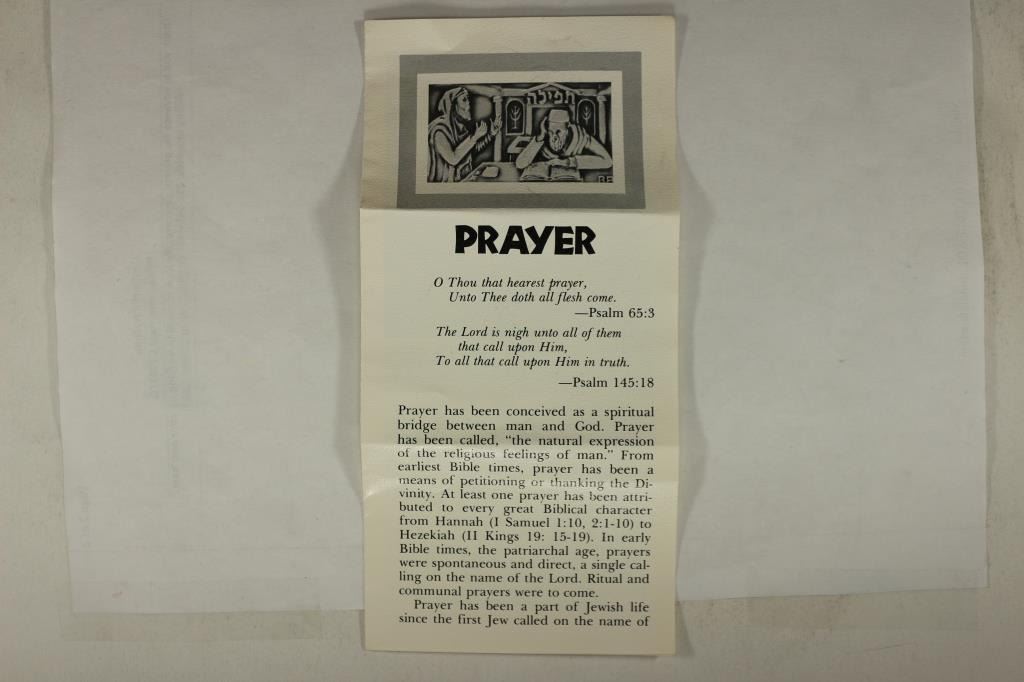 תפילה
RF
PRAYER
O Thou that hearest prayer,
Unto Thee doth all flesh come.
—Psalm 65:3
The Lord is nigh unto all of them
that call upon Him,
To all that call upon Him in truth.
—Psalm 145:18
Prayer has been conceived as a spiritual
bridge between man and God. Prayer
has been called, “the natural expression
of the religious feelings of man.” From
earliest Bible times, prayer has been a
means of petitioning or thanking the Di-
vinity. At least one prayer has been attri-
buted to every great Biblical character
from Hannah (I Samuel 1:10, 2:1-10) to
Hezekiah (II Kings 19: 15-19). In early
Bible times, the patriarchal age, prayers
were spontaneous and direct, a single cal-
ling on the name of the Lord. Ritual and
communal prayers were to come.
Prayer has been a part of Jewish life
since the first Jew called on the name of